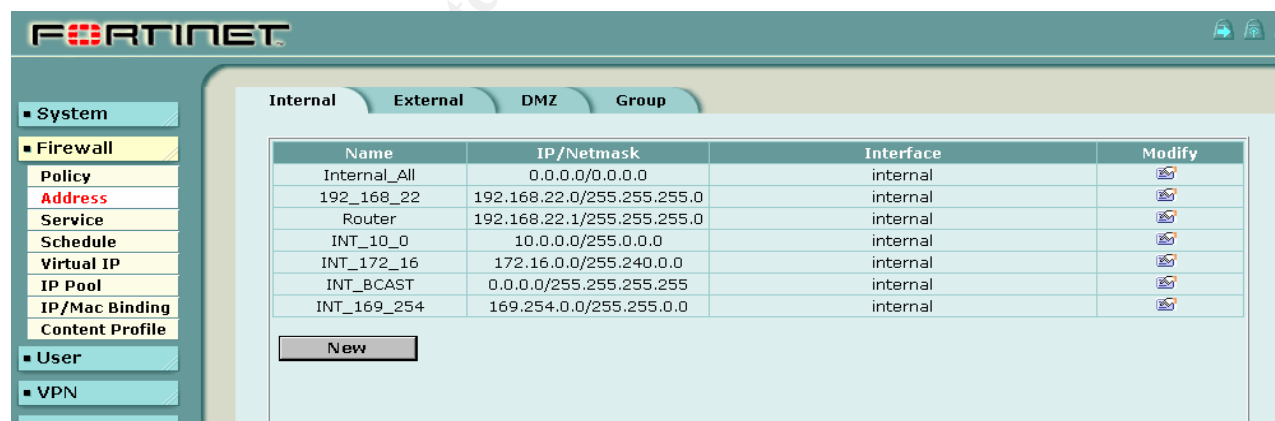 FORTINET
Internal External DMZ Group
System
Firewall
Policy
Address
Service
Schedule
Virtual IP
IP Pool
IP/Mac Binding
Content Profile
User
VPN
Name IP/Netmask Interface Modify
Internal_All 0.0.0.0/0.0.0.0 internal
192_168_22 192.168.22.0/255.255.255.0 internal
Router 192.168.22.1/255.255.255.0 internal
INT_10_0 10.0.0.0/255.0.0.0 internal
INT_172_16 172.16.0.0/255.240.0.0 internal
INT_BCAST 0.0.0.0/255.255.255.255 internal
INT_169_254 169.254.0.0/255.255.0.0 internal
New